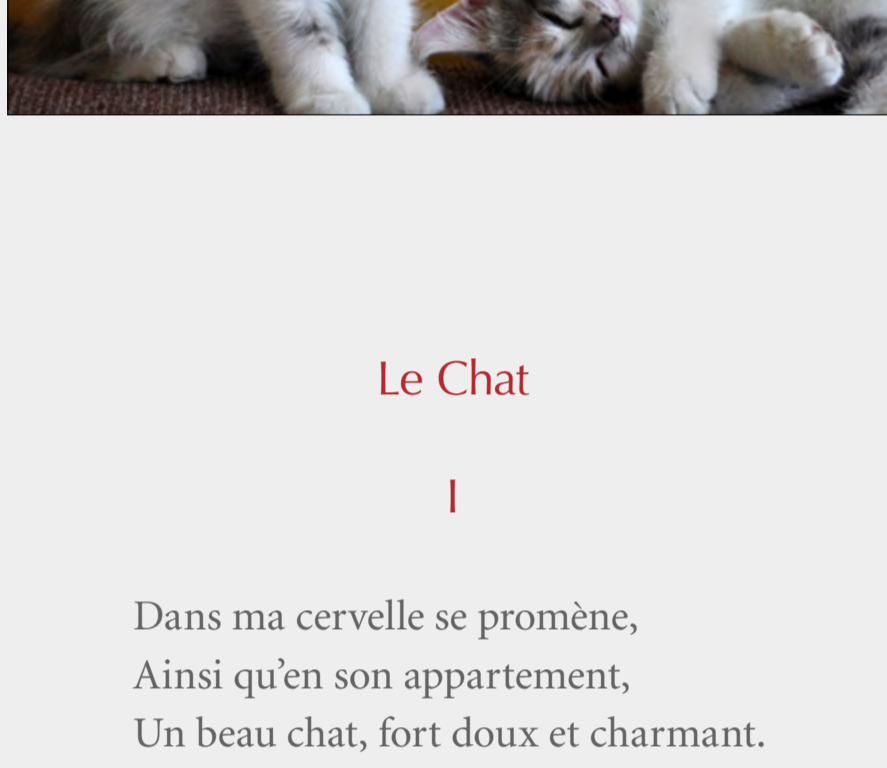 Le Chat
I
Dans ma cervelle se promène,
Ainsi qu’en son appartement,
Un beau chat, fort doux et charmant.